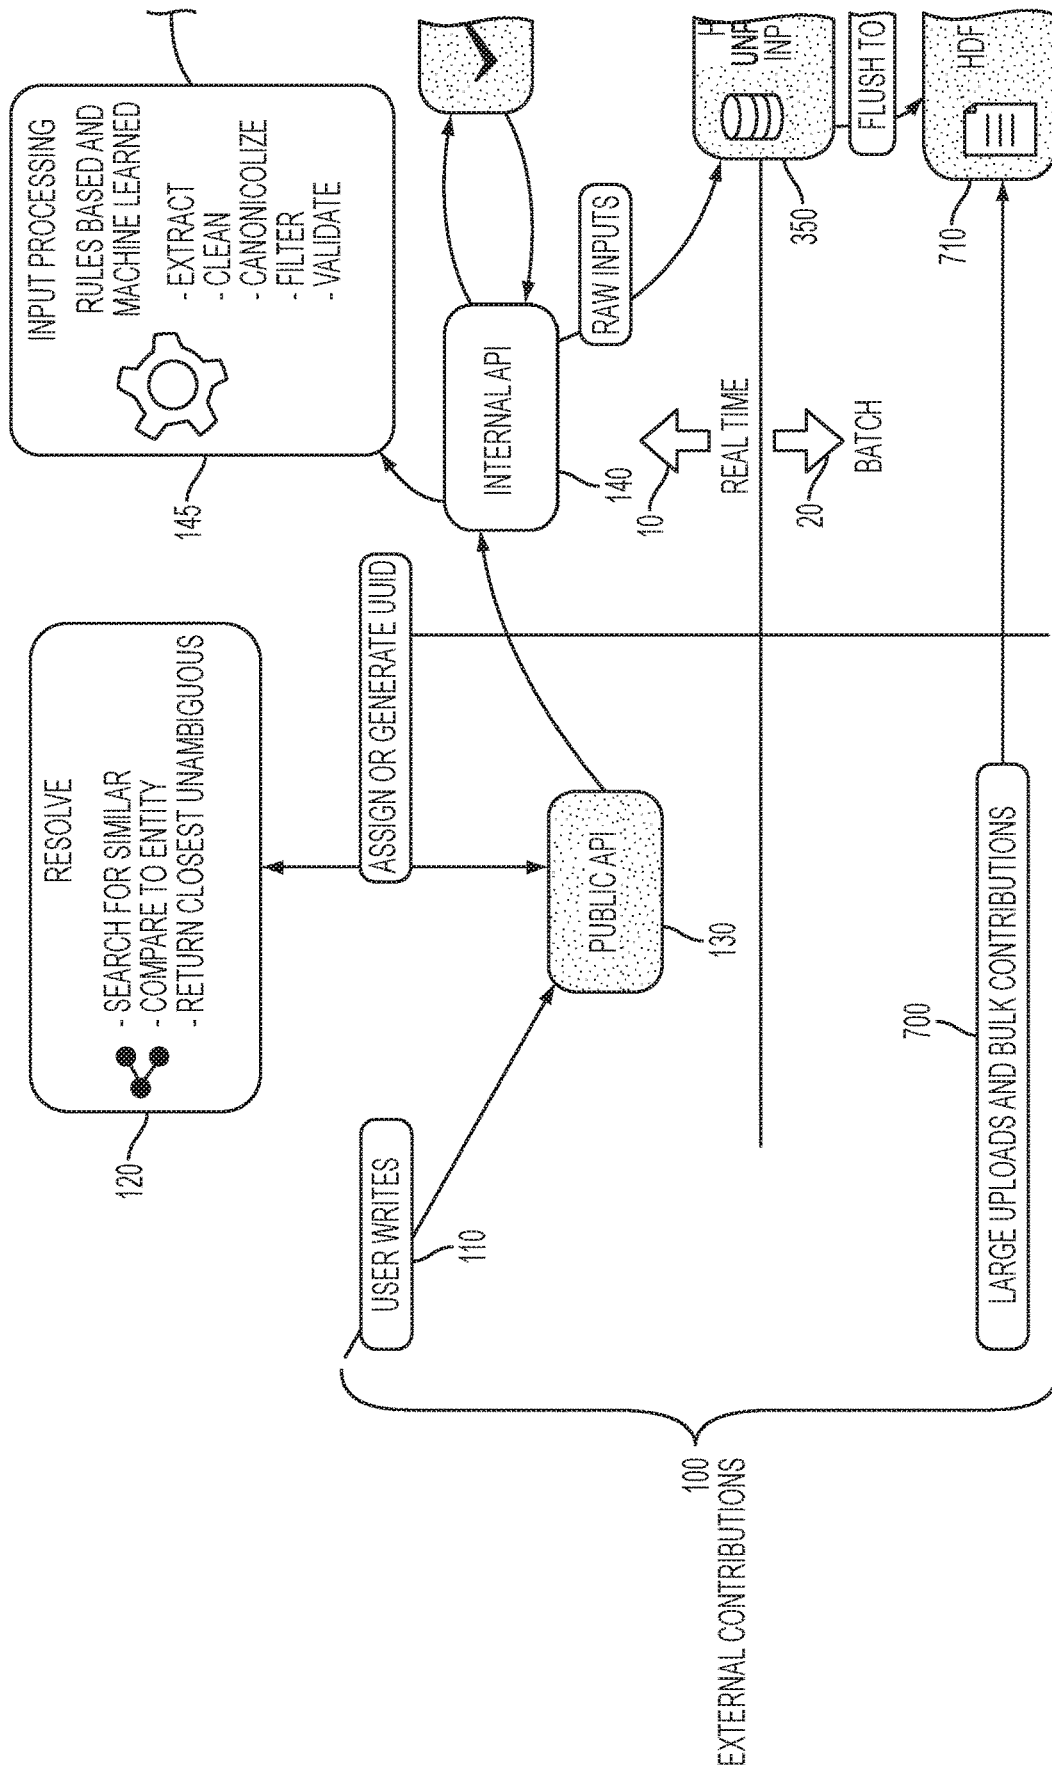 RESOLVE
- SEARCH FOR SIMILAR
- COMPARE TO ENTITY
- RETURN CLOSEST UNAMBIGUOUS
120
INPUT PROCESSING
RULES BASED AND
MACHINE LEARNED
- EXTRACT
- CLEAN
- CANONICOLIZE
- FILTER
- VALIDATE
145
USER WRITES
110
ASSIGN OR GENERATE UUID
PUBLIC API
130
INTERNAL API
140
RAW INPUTS
10
REAL TIME
20
BATCH
UNF
INP
350
FLUSH TO
HDF
710
700
LARGE UPLOADS AND BULK CONTRIBUTIONS
100
EXTERNAL CONTRIBUTIONS